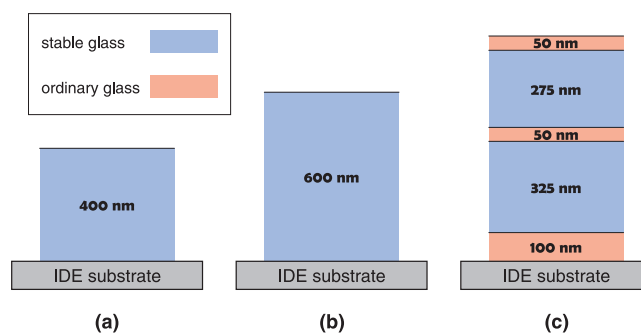 stable glass
ordinary glass
400 nm
IDE substrate
(a)
600 nm
IDE substrate
(b)
50 nm
275 nm
50 nm
325 nm
100 nm
IDE substrate
(c)